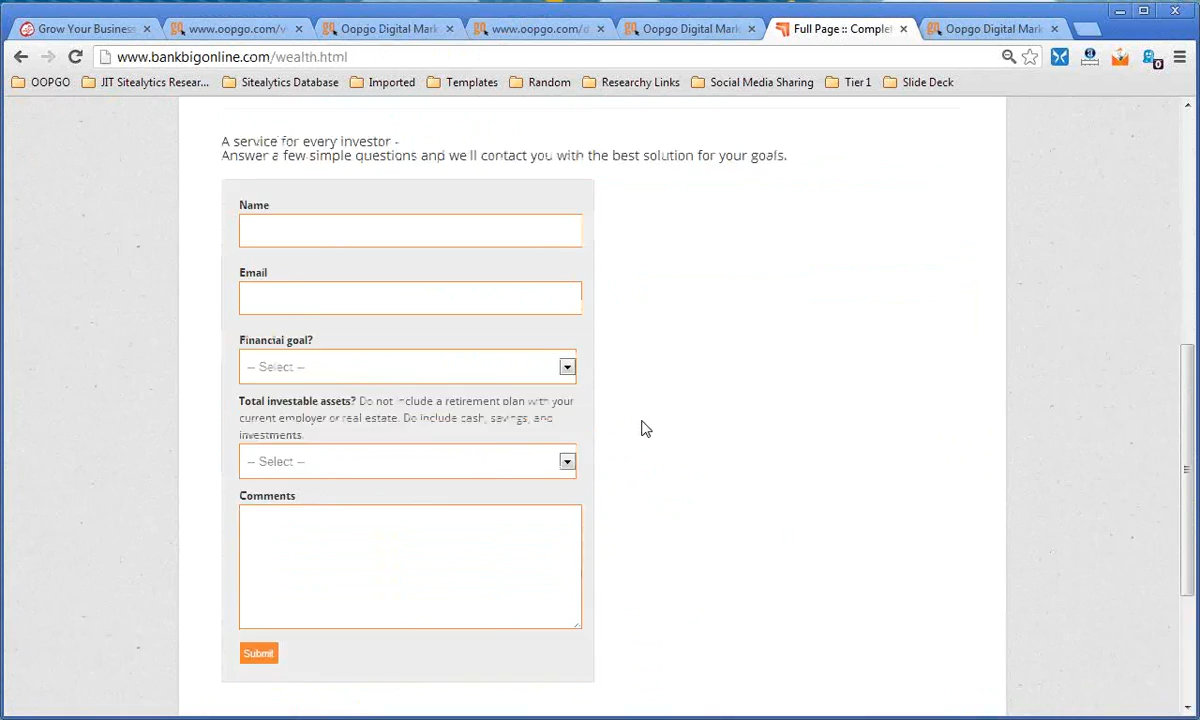 Grow Your Business
www.oopgo.com/v
Oopgo Digital Mark
www.oopgo.com/d
Oopgo Digital Mark
Full Page :: Complet
Oopgo Digital Mark
www.bankbigonline.com/wealth.html
OOPGO
JIT Sitealytics Resear...
Sitealytics Database
Imported
Templates
Random
Researchy Links
Social Media Sharing
Tier 1
Slide Deck
A service for every investor -
Answer a few simple questions and we'll contact you with the best solution for your goals.
Name
Email
Financial goal?
-- Select --
Total investable assets? Do not include a retirement plan with your
current employer or real estate. Do include cash, savings, and
investments.
-- Select --
Comments
Submit